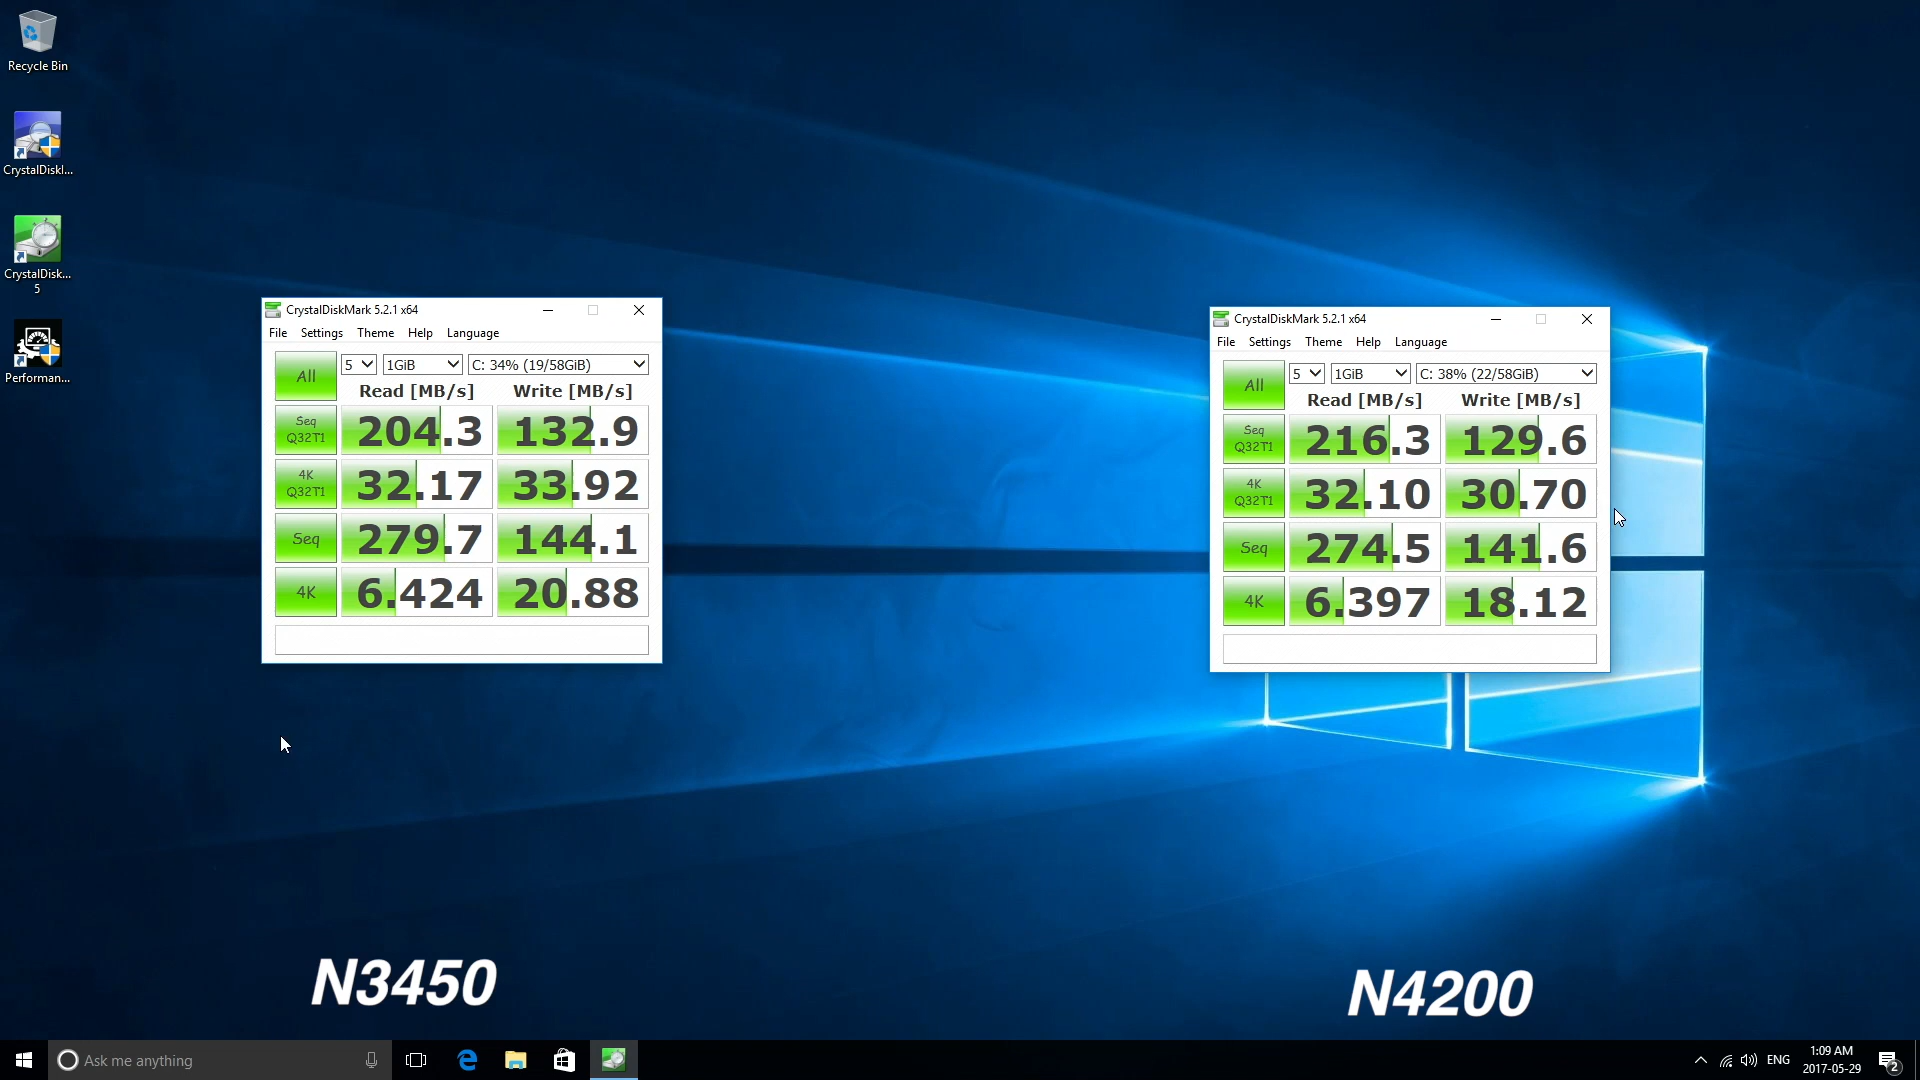 Recycle Bin
CrystalDiskI...
CrystalDisk...
5
Performan...
CrystalDiskMark 5.2.1 x64
File Settings Theme Help Language
All 5 1GiB C: 34% (19/58GiB)
Read [MB/s] Write [MB/s]
Seq
Q32T1
204.3 132.9
4K
Q32T1
32.17 33.92
Seq 279.7 144.1
4K 6.424 20.88
CrystalDiskMark 5.2.1 x64
File Settings Theme Help Language
All 5 1GiB C: 38% (22/58GiB)
Read [MB/s] Write [MB/s]
Seq
Q32T1
216.3 129.6
4K
Q32T1
32.10 30.70
Seq 274.5 141.6
4K 6.397 18.12
N3450
N4200
Ask me anything
ENG
1:09 AM
2017-05-29
2